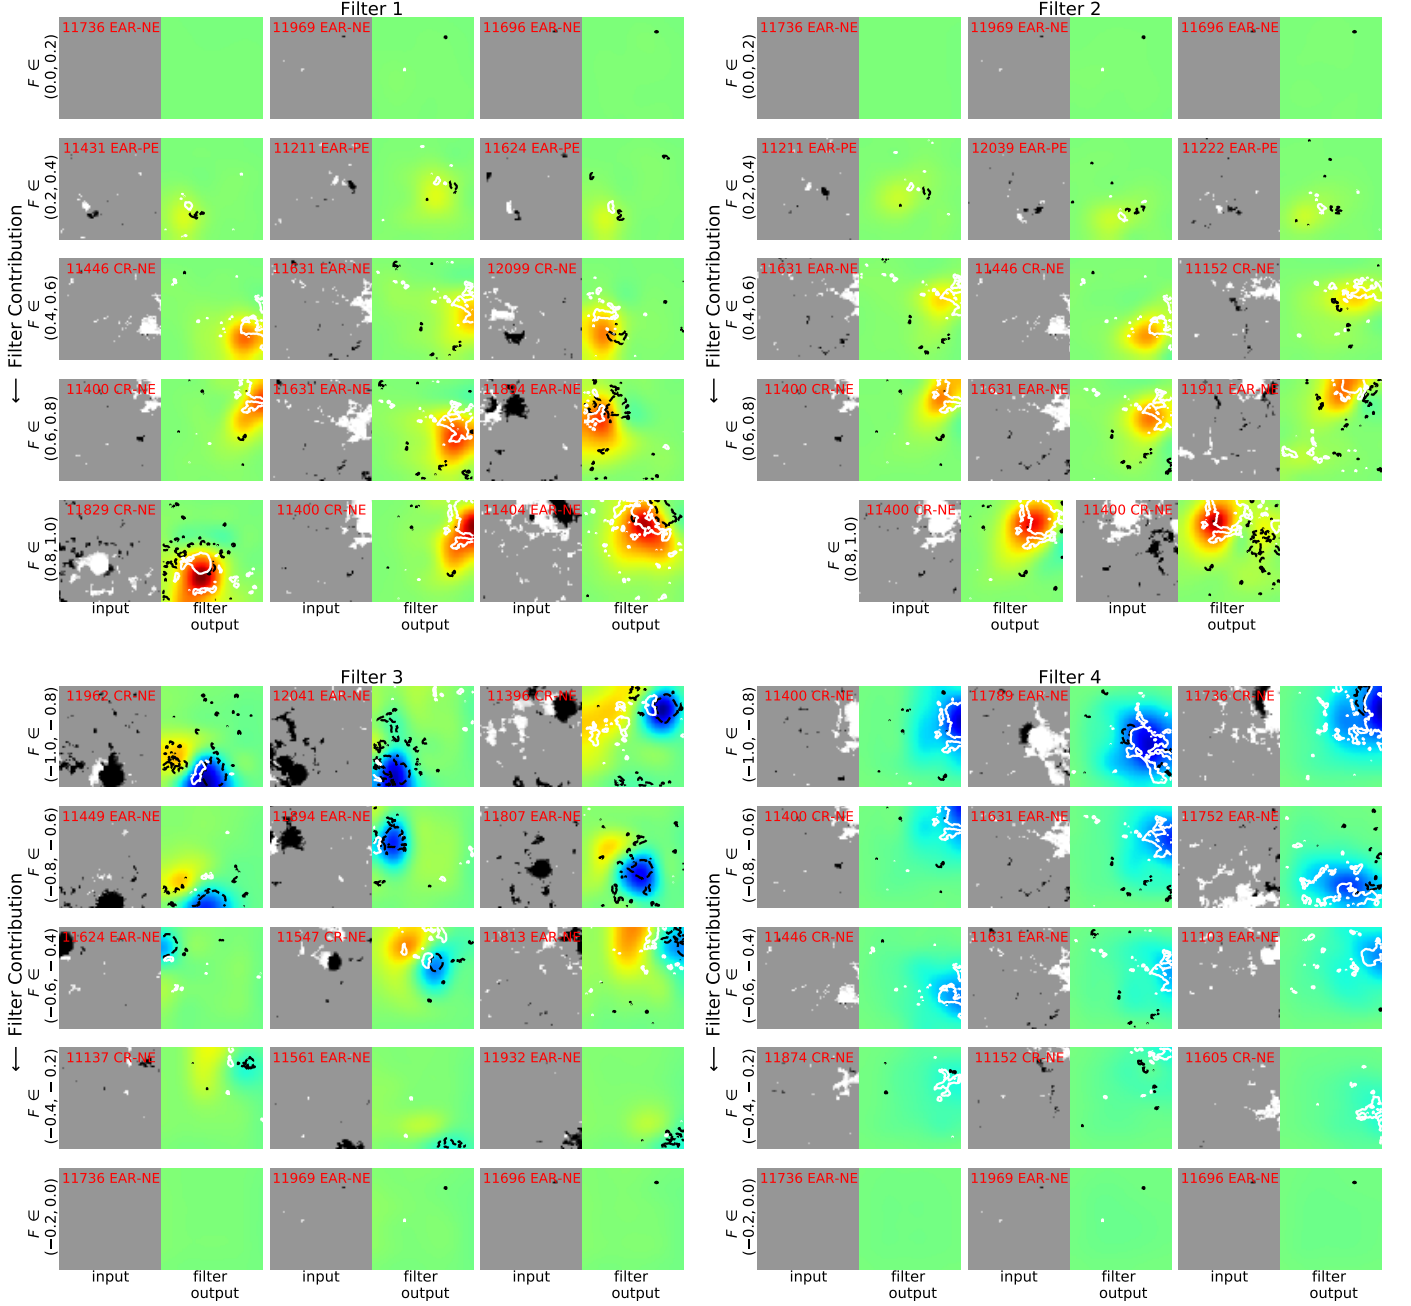 Filter 1
← Filter Contribution
F ∈ (0.0, 0.2)
11736 EAR-NE 11969 EAR-NE 11696 EAR-NE
F ∈ (0.2, 0.4)
11431 EAR-PE 11211 EAR-PE 11624 EAR-PE
F ∈ (0.4, 0.6)
11446 CR-NE 11631 EAR-NE 12099 CR-NE
F ∈ (0.6, 0.8)
11400 CR-NE 11631 EAR-NE 11894 EAR-NE
F ∈ (0.8, 1.0)
11829 CR-NE 11400 CR-NE 11404 EAR-NE
input filter output input filter output input filter output
Filter 2
← Filter Contribution
F ∈ (0.0, 0.2)
11736 EAR-NE 11969 EAR-NE 11696 EAR-NE
F ∈ (0.2, 0.4)
11211 EAR-PE 12039 EAR-PE 11222 EAR-PE
F ∈ (0.4, 0.6)
11631 EAR-NE 11446 CR-NE 11152 CR-NE
F ∈ (0.6, 0.8)
11400 CR-NE 11631 EAR-NE 11911 EAR-NE
F ∈ (0.8, 1.0)
11400 CR-NE 11400 CR-NE
input filter output input filter output
Filter 3
← Filter Contribution
F ∈ (−1.0, −0.8)
11962 CR-NE 12041 EAR-NE 11396 CR-NE
F ∈ (−0.8, −0.6)
11449 EAR-NE 11894 EAR-NE 11807 EAR-NE
F ∈ (−0.6, −0.4)
11624 EAR-NE 11547 CR-NE 11813 EAR-NE
F ∈ (−0.4, −0.2)
11137 CR-NE 11561 EAR-NE 11932 EAR-NE
F ∈ (−0.2, 0.0)
11736 EAR-NE 11969 EAR-NE 11696 EAR-NE
input filter output input filter output input filter output
Filter 4
← Filter Contribution
F ∈ (−1.0, −0.8)
11400 CR-NE 11789 EAR-NE 11736 CR-NE
F ∈ (−0.8, −0.6)
11400 CR-NE 11631 EAR-NE 11752 EAR-NE
F ∈ (−0.6, −0.4)
11446 CR-NE 11631 EAR-NE 11103 EAR-NE
F ∈ (−0.4, −0.2)
11874 CR-NE 11152 CR-NE 11605 CR-NE
F ∈ (−0.2, 0.0)
11736 EAR-NE 11969 EAR-NE 11696 EAR-NE
input filter output input filter output input filter output